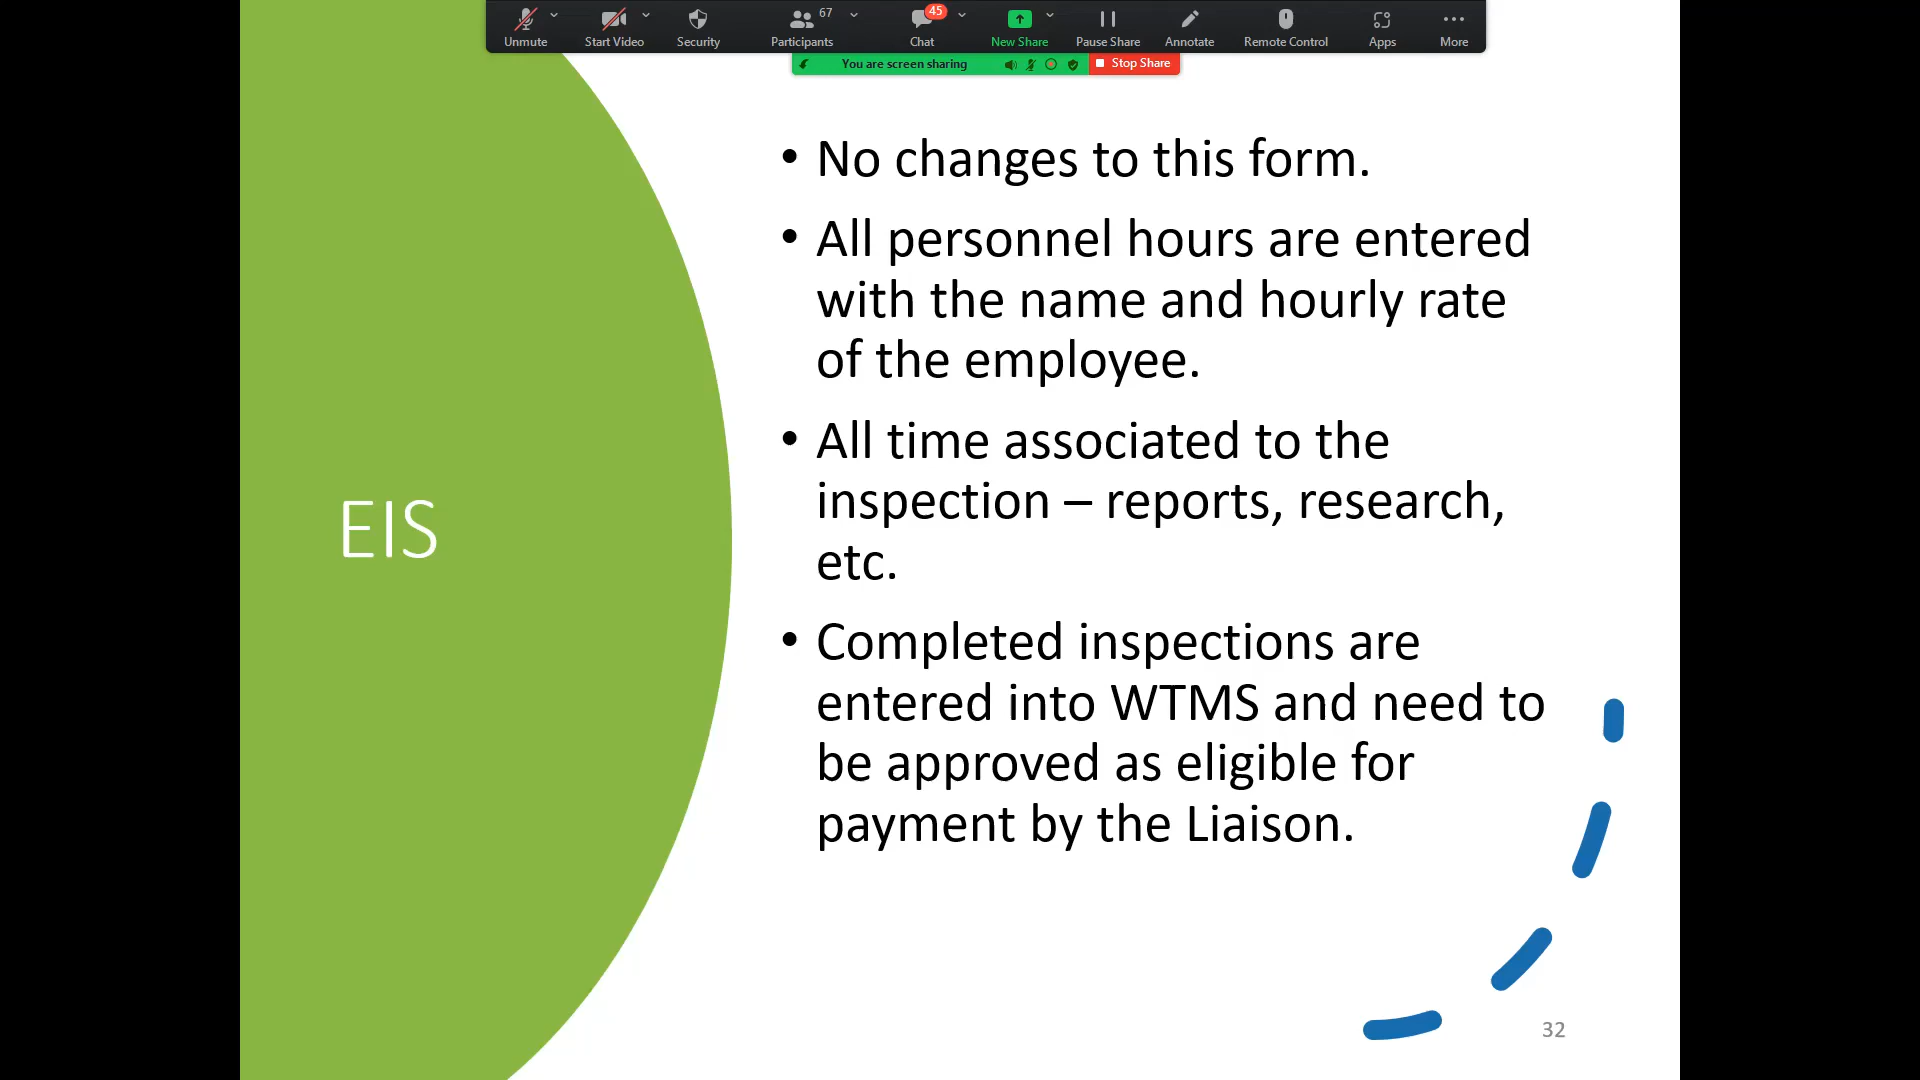 67
45
Unmute Start Video Security Participants Chat New Share Pause Share Annotate Remote Control Apps More
You are screen sharing Stop Share
EIS
• No changes to this form.
• All personnel hours are entered
with the name and hourly rate
of the employee.
• All time associated to the
inspection – reports, research,
etc.
• Completed inspections are
entered into WTMS and need to
be approved as eligible for
payment by the Liaison.
32